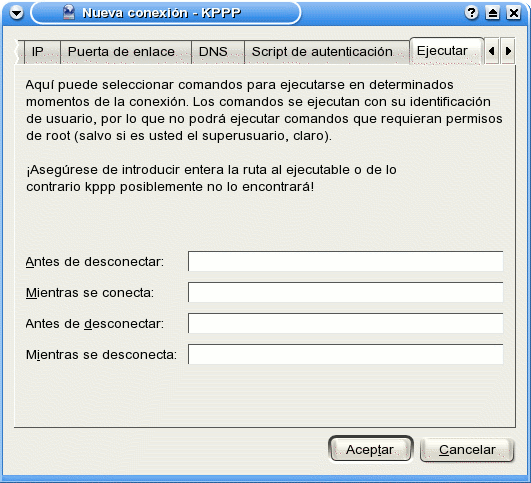 Nueva conexión - KPPP
IP Puerta de enlace DNS Script de autenticación Ejecutar
Aquí puede seleccionar comandos para ejecutarse en determinados
momentos de la conexión. Los comandos se ejecutan con su identificación
de usuario, por lo que no podrá ejecutar comandos que requieran permisos
de root (salvo si es usted el superusuario, claro).
¡Asegúrese de introducir entera la ruta al ejecutable o de lo
contrario kppp posiblemente no lo encontrará!
Antes de desconectar:
Mientras se conecta:
Antes de desconectar:
Mientras se desconecta:
Aceptar Cancelar